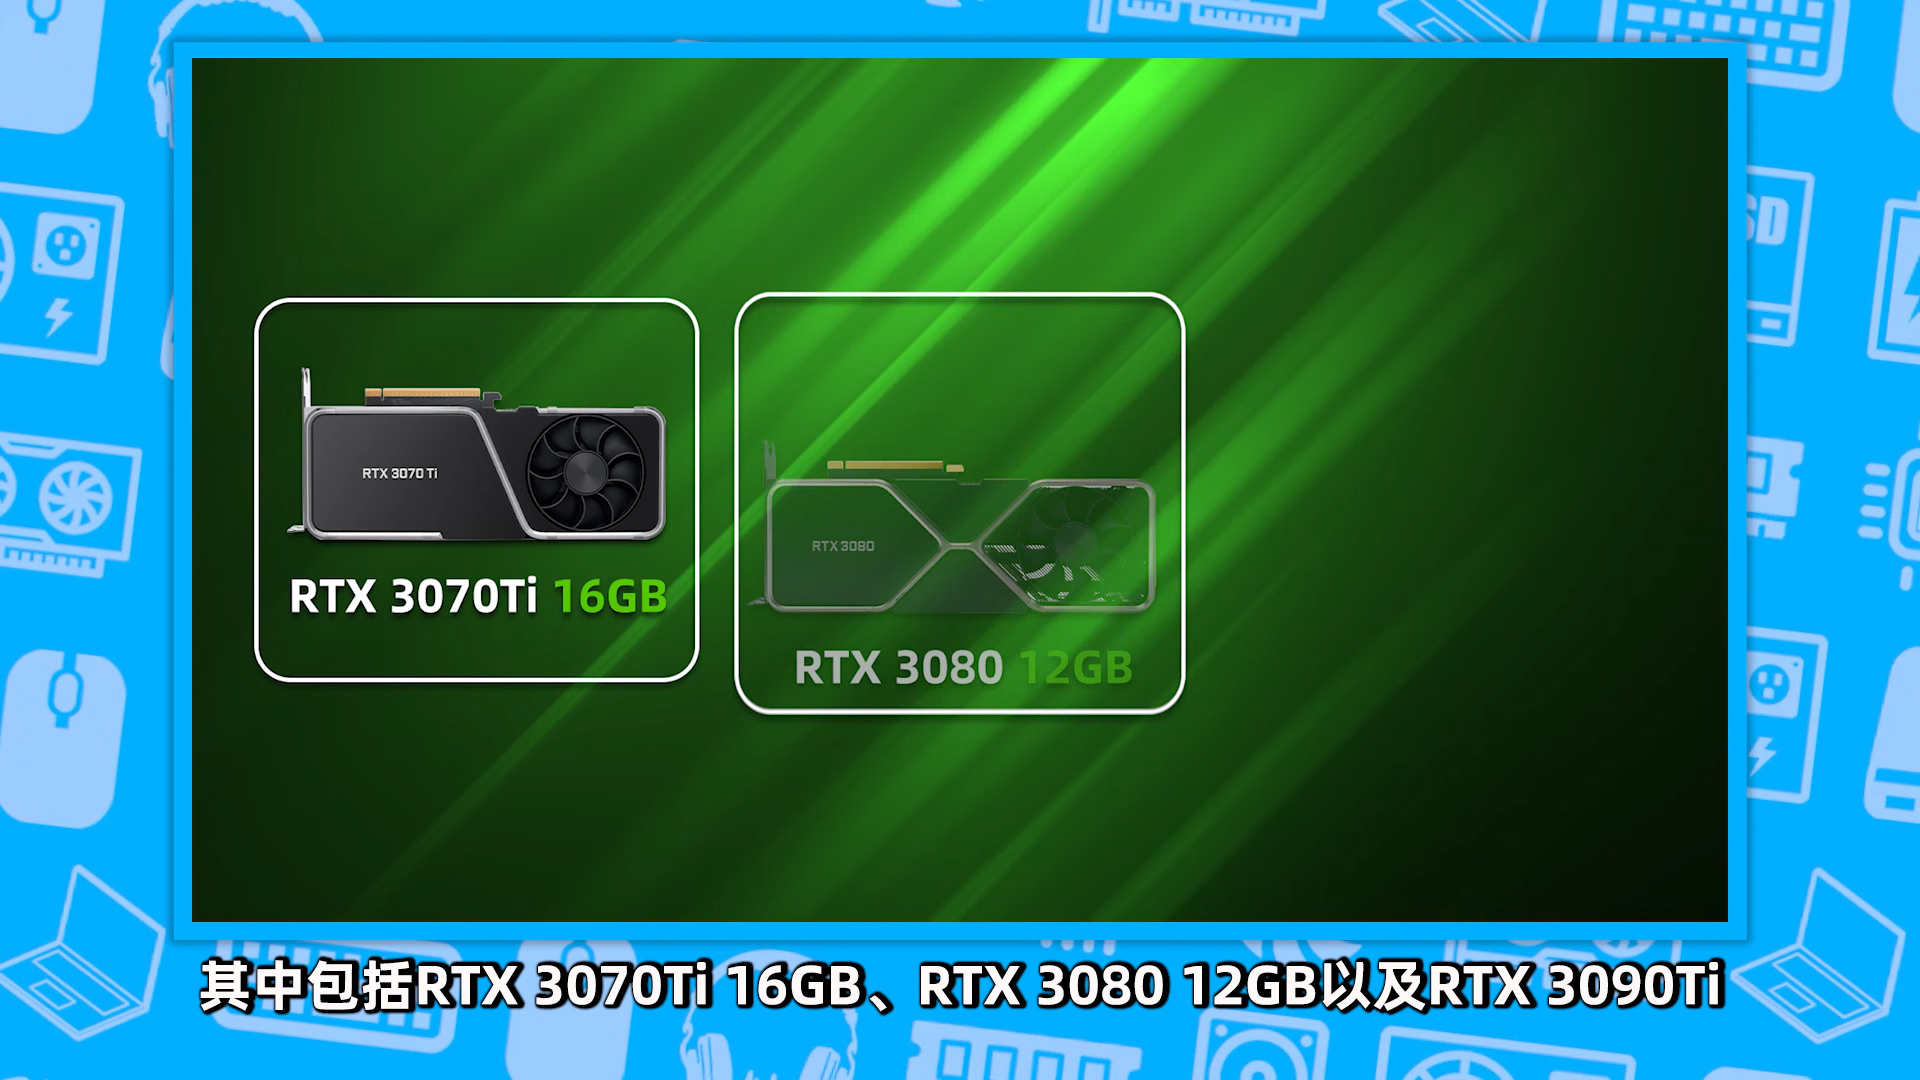 RTX 3070 Ti
RTX 3070Ti 16GB
RTX 3080
RTX 3080 12GB
SD
其中包括RTX 3070Ti 16GB、RTX 3080 12GB以及RTX 3090Ti